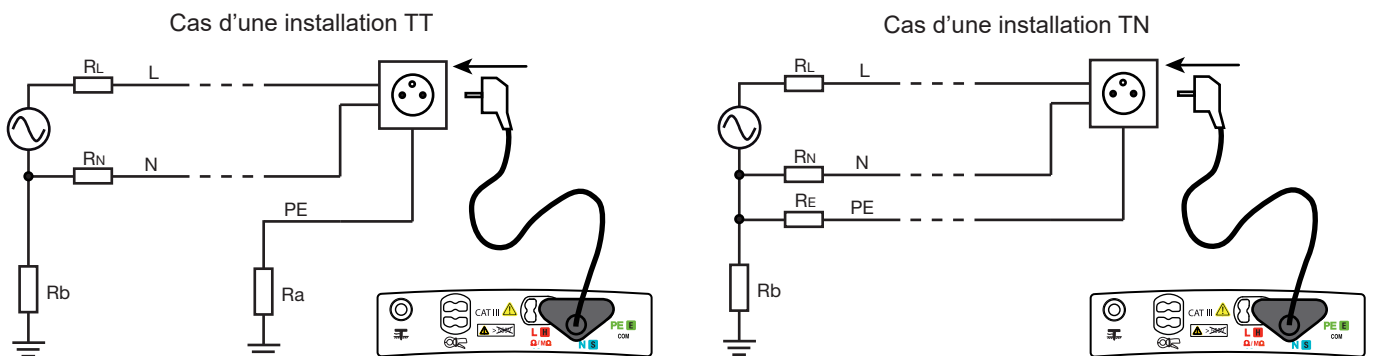 Cas d'une installation TT
RL
L
RN
N
PE
Rb
Ra
CAT III
L H
Ω/MΩ
N S
PE E
COM
Cas d'une installation TN
RL
L
RN
N
RE
PE
Rb
CAT III
L H
Ω/MΩ
N S
PE E
COM